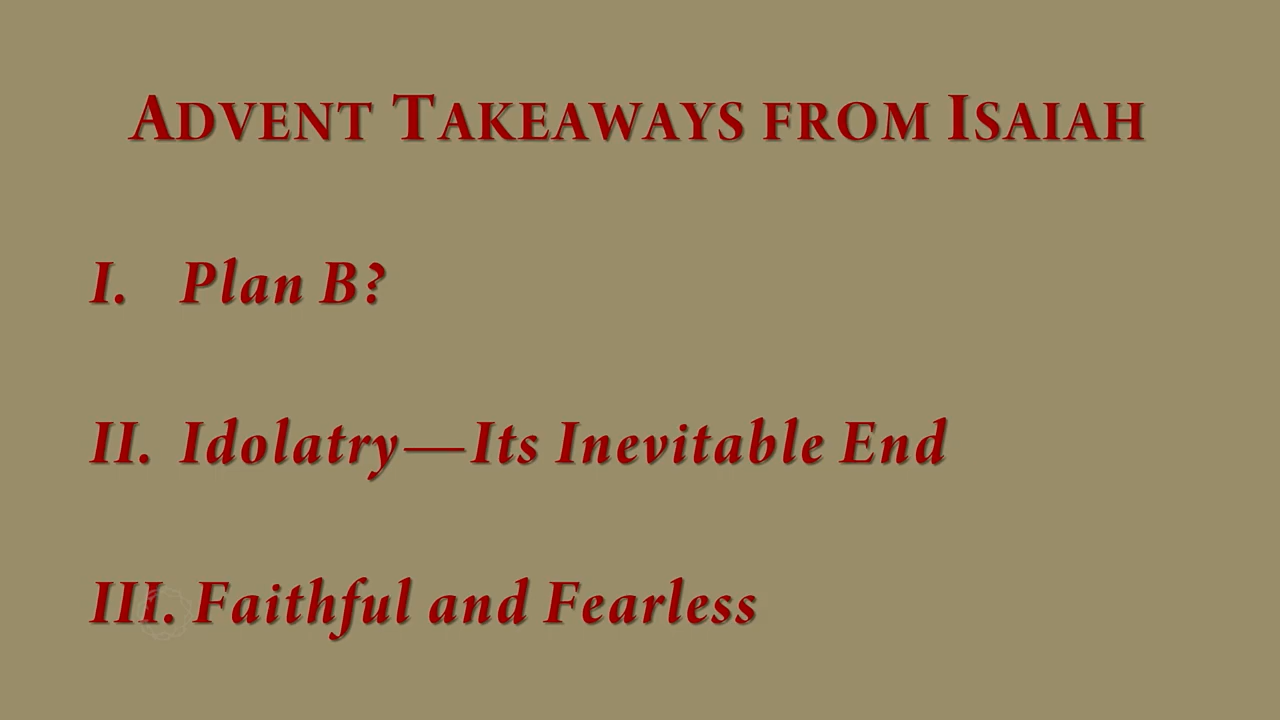 Advent Takeaways from Isaiah
I. Plan B?
II. Idolatry—Its Inevitable End
III. Faithful and Fearless